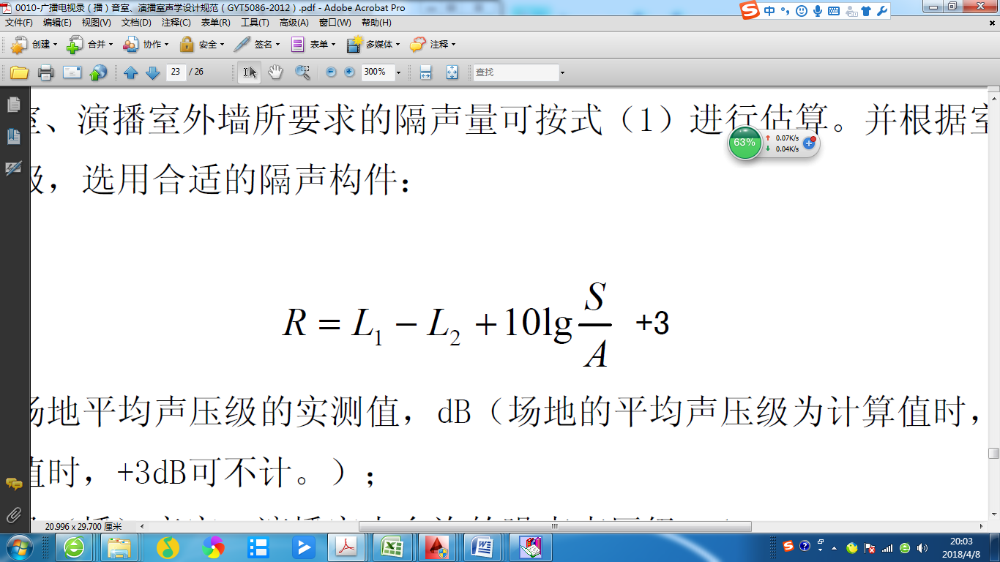 0010-广播电视录（播）音室、演播室声学设计规范（GYT5086-2012）.pdf - Adobe Acrobat Pro
中
文件(F) 编辑(E) 视图(V) 文档(D) 注释(C) 表单(R) 工具(T) 高级(A) 窗口(W) 帮助(H)
创建 合并 协作 安全 签名 表单 多媒体 注释
23 / 26 300% 查找
、演播室外墙所要求的隔声量可按式（1）进行估算。并根据室
级，选用合适的隔声构件：
63% 0.07K/s
0.04K/s
R = L₁ − L₂ + 10lg S/A +3
场地平均声压级的实测值，dB（场地的平均声压级为计算值时，
值时，+3dB可不计。）；
20.996 x 29.700 厘米
20:03
2018/4/8